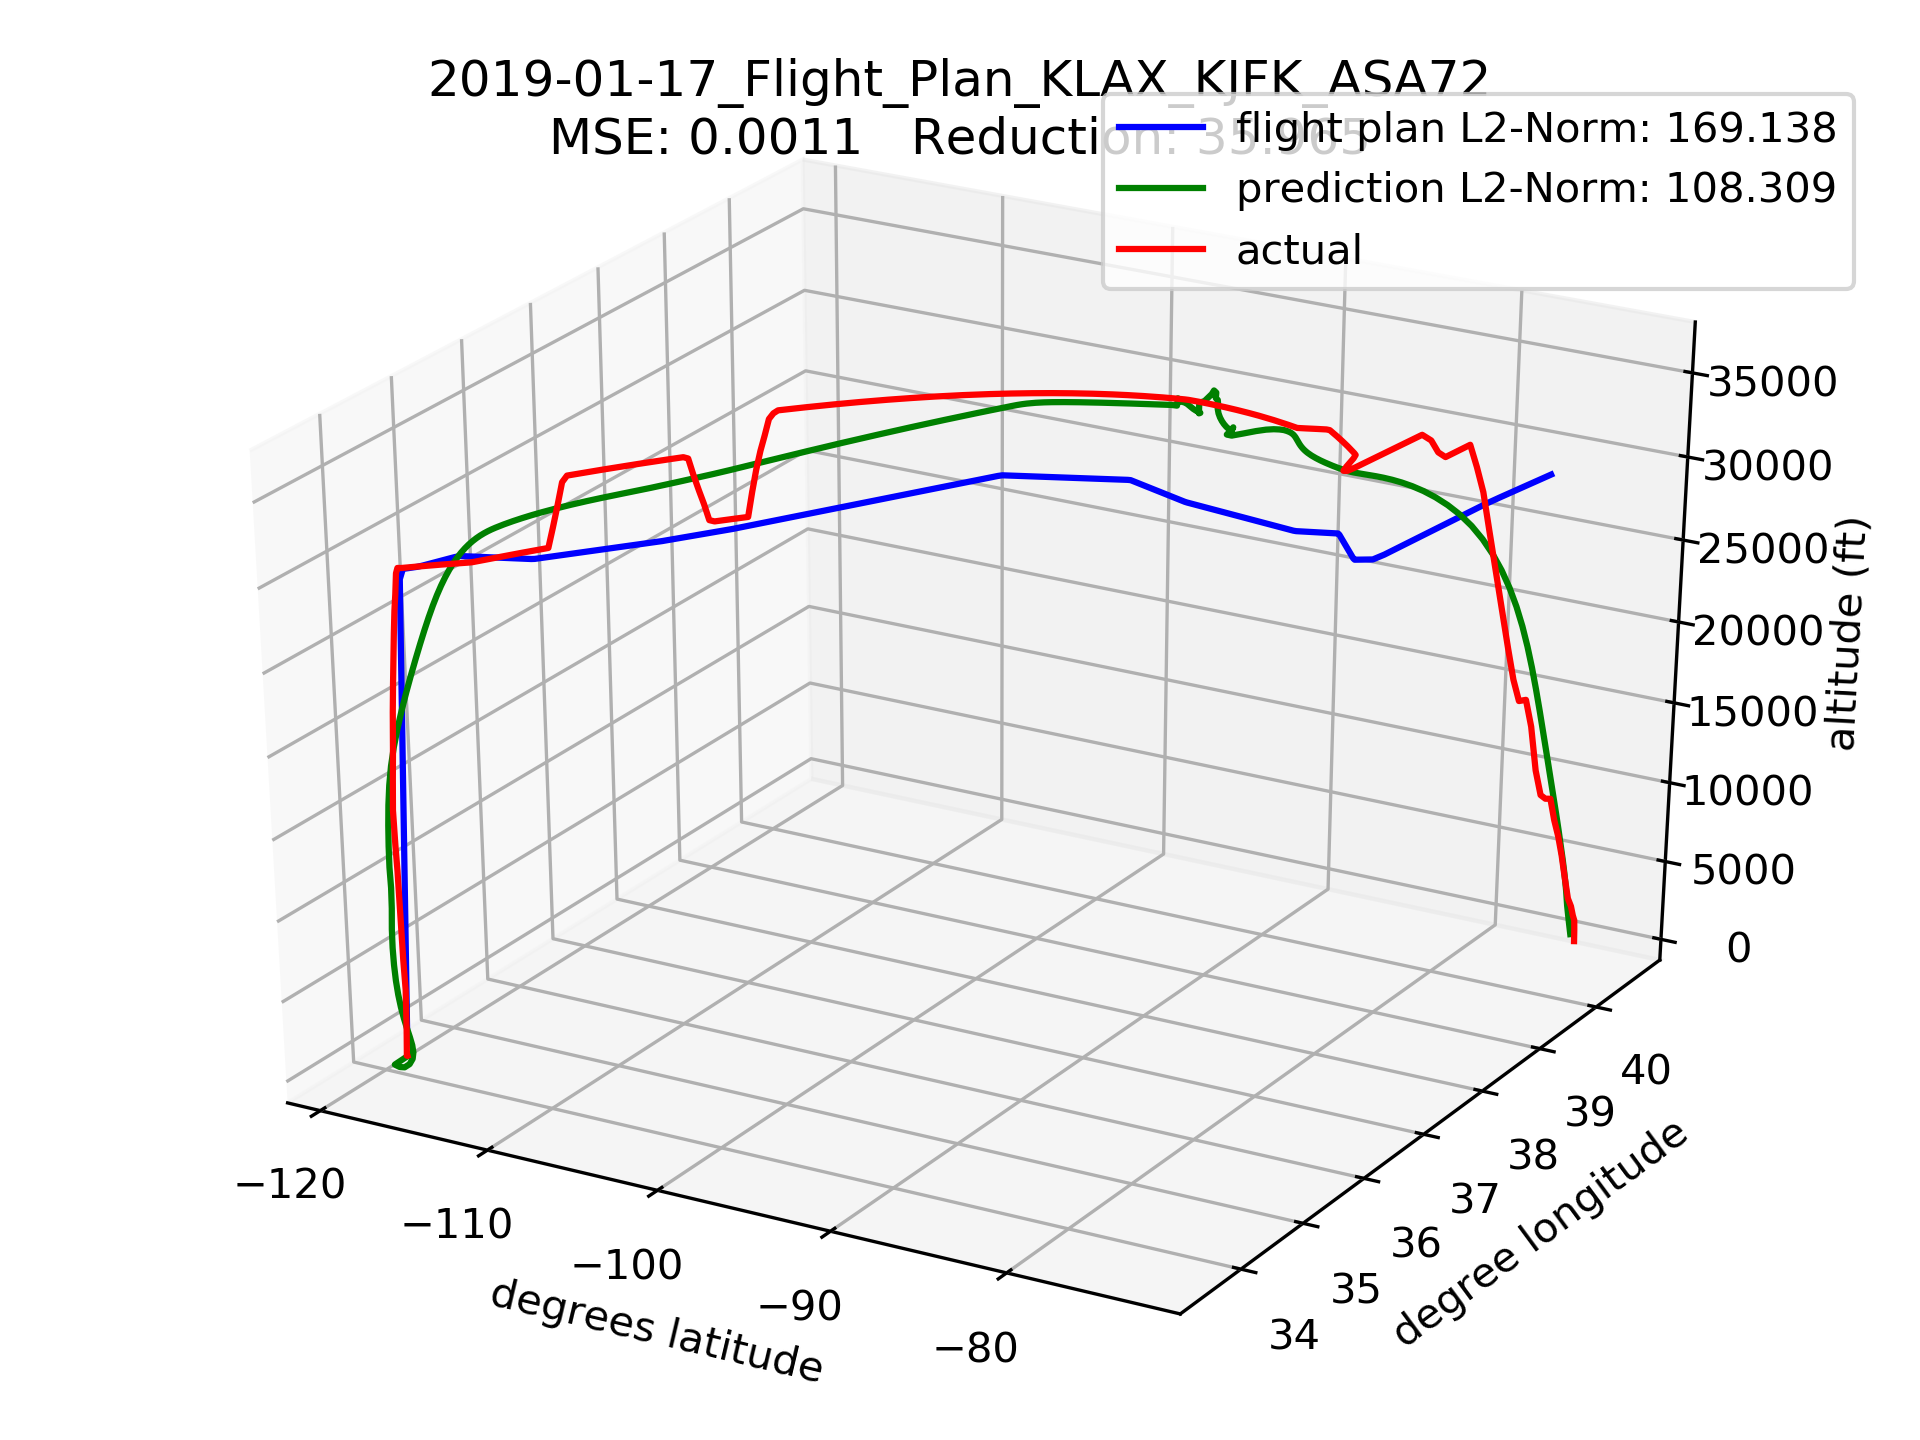 2019-01-17_Flight_Plan_KLAX_KJFK_ASA72
MSE: 0.0011 Reduction: 35.965
flight plan L2-Norm: 169.138
prediction L2-Norm: 108.309
actual
35000
30000
25000
20000
15000
10000
5000
0
altitude (ft)
40
39
38
37
36
35
34
degree longitude
−120
−110
−100
−90
−80
degrees latitude